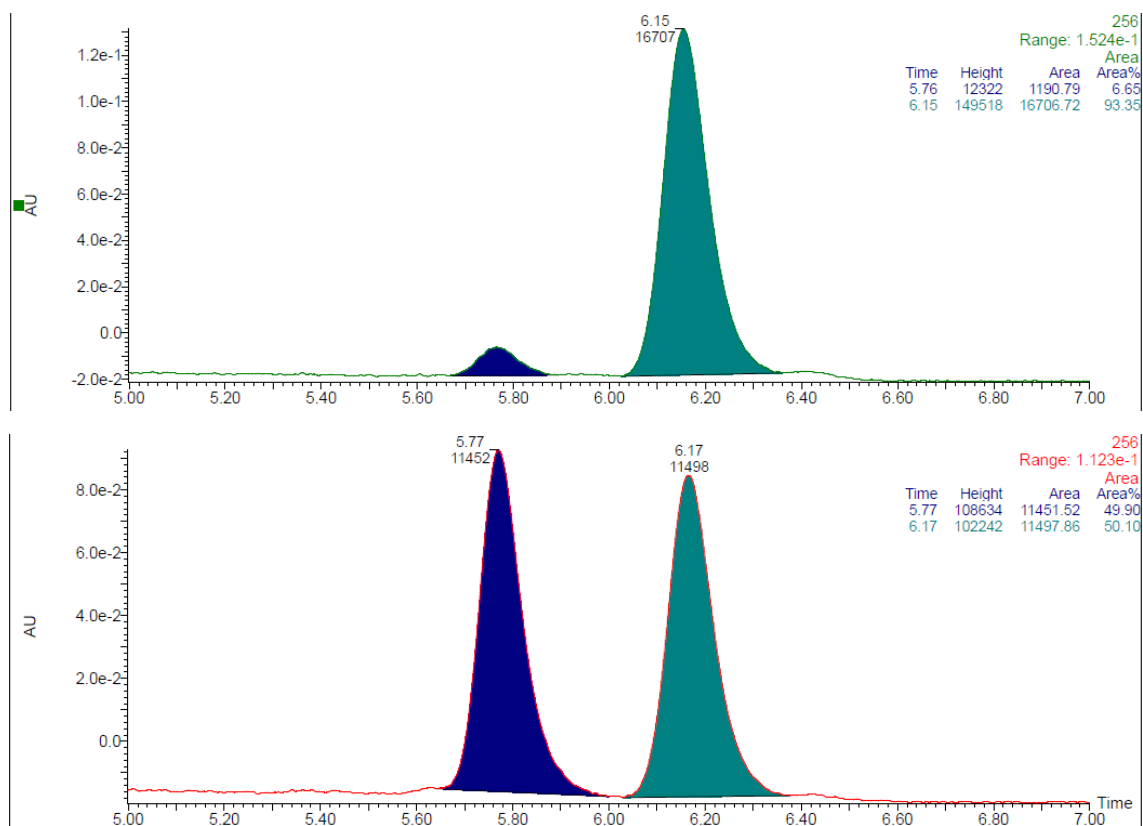 6.15
16707
256
Range: 1.524e-1
Area
Time Height Area Area%
5.76 12322 1190.79 6.65
6.15 149518 16706.72 93.35
AU
1.2e-1
1.0e-1
8.0e-2
6.0e-2
4.0e-2
2.0e-2
0.0
-2.0e-2
5.00 5.20 5.40 5.60 5.80 6.00 6.20 6.40 6.60 6.80 7.00
5.77
11452
6.17
11498
256
Range: 1.123e-1
Area
Time Height Area Area%
5.77 108634 11451.52 49.90
6.17 102242 11497.86 50.10
AU
8.0e-2
6.0e-2
4.0e-2
2.0e-2
0.0
Time
5.00 5.20 5.40 5.60 5.80 6.00 6.20 6.40 6.60 6.80 7.00